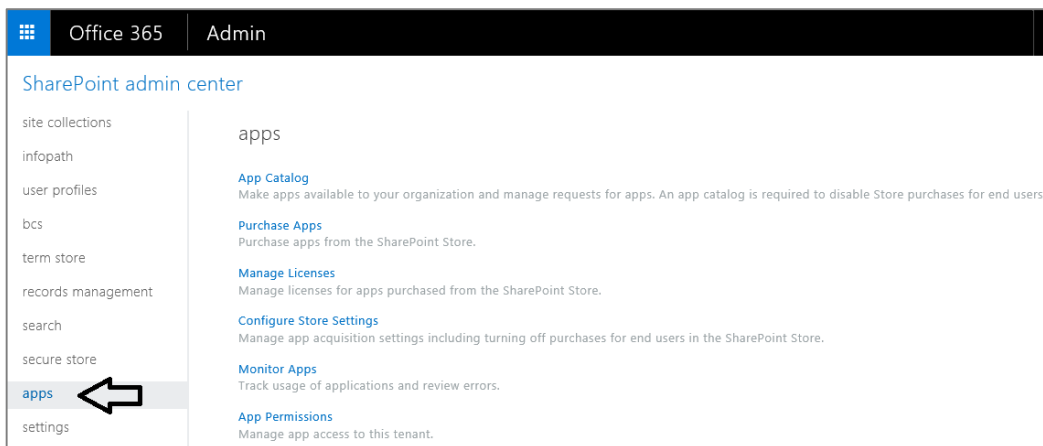 Office 365 Admin
SharePoint admin center
site collections
infopath
user profiles
bcs
term store
records management
search
secure store
apps
settings
apps
App Catalog
Make apps available to your organization and manage requests for apps. An app catalog is required to disable Store purchases for end users
Purchase Apps
Purchase apps from the SharePoint Store.
Manage Licenses
Manage licenses for apps purchased from the SharePoint Store.
Configure Store Settings
Manage app acquisition settings including turning off purchases for end users in the SharePoint Store.
Monitor Apps
Track usage of applications and review errors.
App Permissions
Manage app access to this tenant.